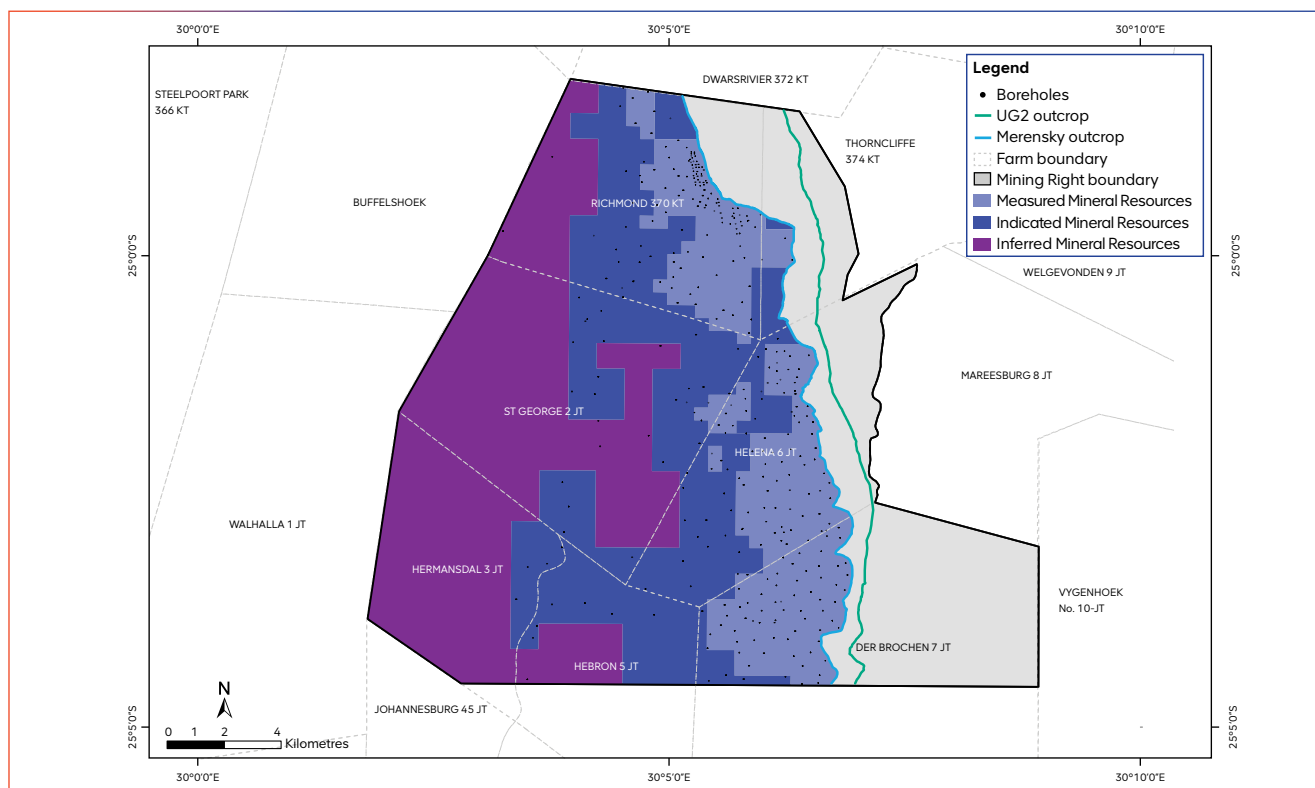 30°0'0"E
30°5'0"E
30°10'0"E
DWARSRIVIER 372 KT
STEELPOORT PARK
366 KT
Legend
Boreholes
UG2 outcrop
Merensky outcrop
Farm boundary
Mining Right boundary
Measured Mineral Resources
Indicated Mineral Resources
Inferred Mineral Resources
THORNCLIFFE
374 KT
BUFFELSHOEK
RICHMOND 370 KT
25°0'0"S
25°0'0"S
WELGEVONDEN 9 JT
MAREESBURG 8 JT
ST GEORGE 2 JT
HELENA 6 JT
WALHALLA 1 JT
HERMANSDAL 3 JT
VYGENHOEK
No. 10-JT
DER BROCHEN 7 JT
HEBRON 5 JT
JOHANNESBURG 45 JT
N
0 1 2 4
Kilometres
25°5'0"S
25°5'0"S
30°0'0"E
30°5'0"E
30°10'0"E